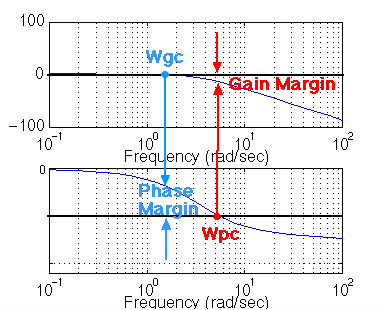 100
Wgc
0
Gain Margin
-100
10^-1 10^0 10^1 10^2
Frequency (rad/sec)
0
Phase
Margin
Wpc
10^-1 10^0 10^1 10^2
Frequency (rad/sec)